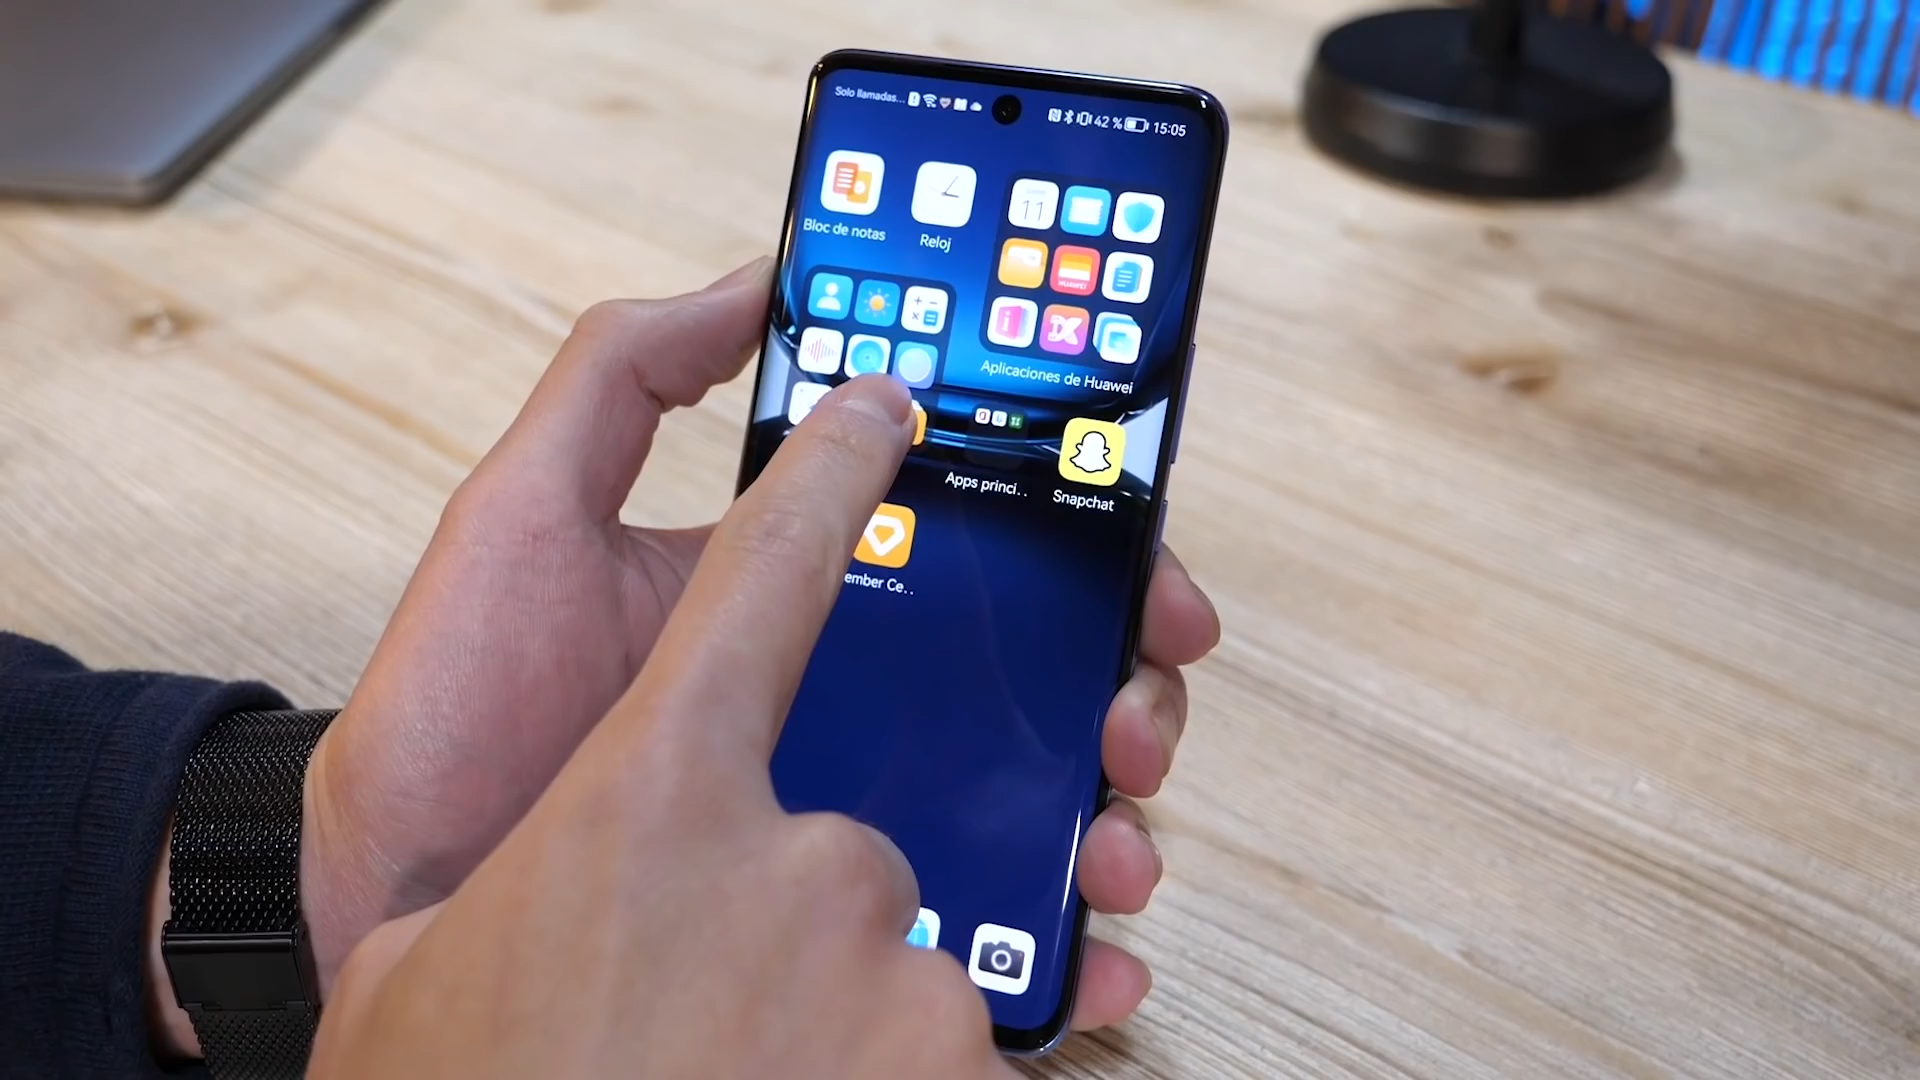 Solo llamadas...
42 %
15:05
Bloc de notas
Reloj
11
HUAWEI
Aplicaciones de Huawei
Apps princi..
Snapchat
ember Ce..